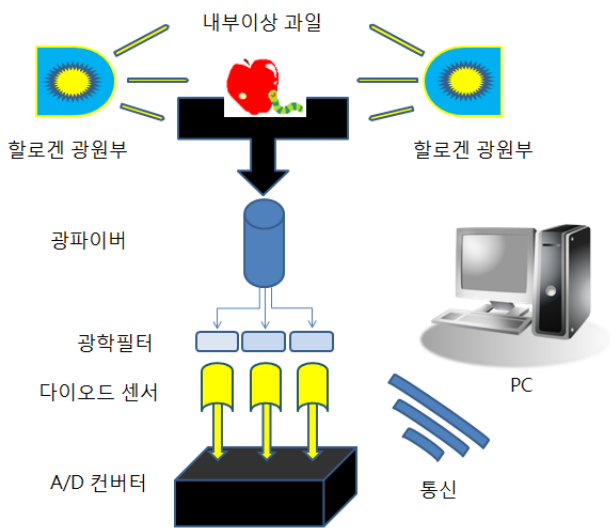 내부이상 과일
할로겐 광원부
할로겐 광원부
광파이버
광학필터
다이오드 센서
PC
A/D 컨버터
통신